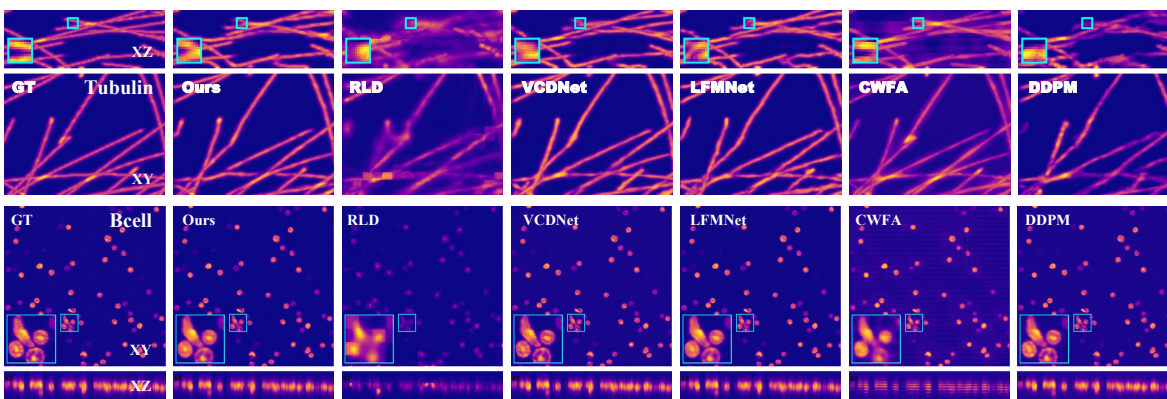 XZ
GT Tubulin Ours RLD VCDNet LFMNet CWFA DDPM
XY
GT Bcell Ours RLD VCDNet LFMNet CWFA DDPM
XY
XZ